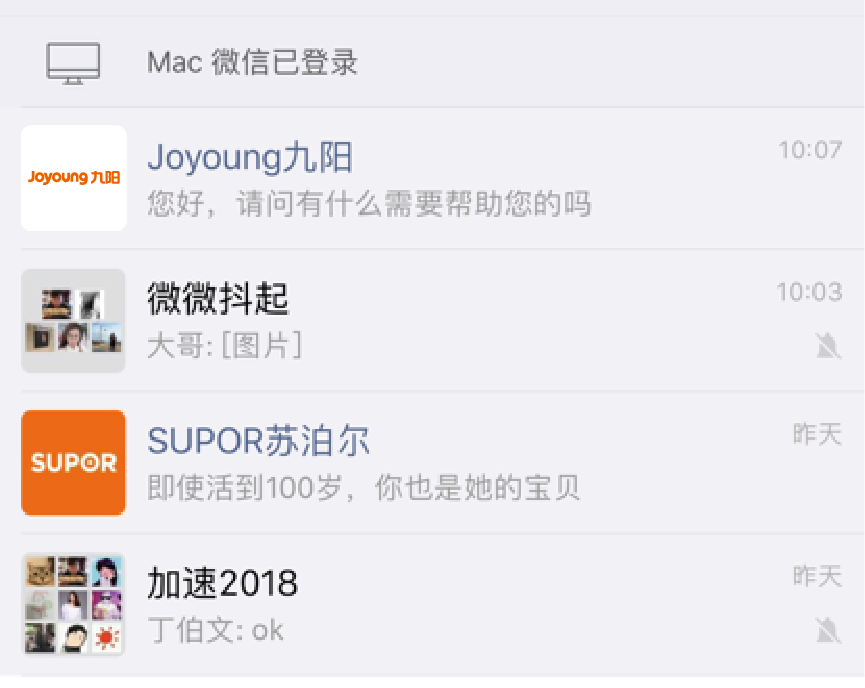 Mac 微信已登录
Joyoung九阳
10:07
Joyoung 九阳
您好，请问有什么需要帮助您的吗
微微抖起
10:03
大哥: [图片]
SUPOR苏泊尔
昨天
SUPOR
即使活到100岁，你也是她的宝贝
加速2018
昨天
丁伯文: ok